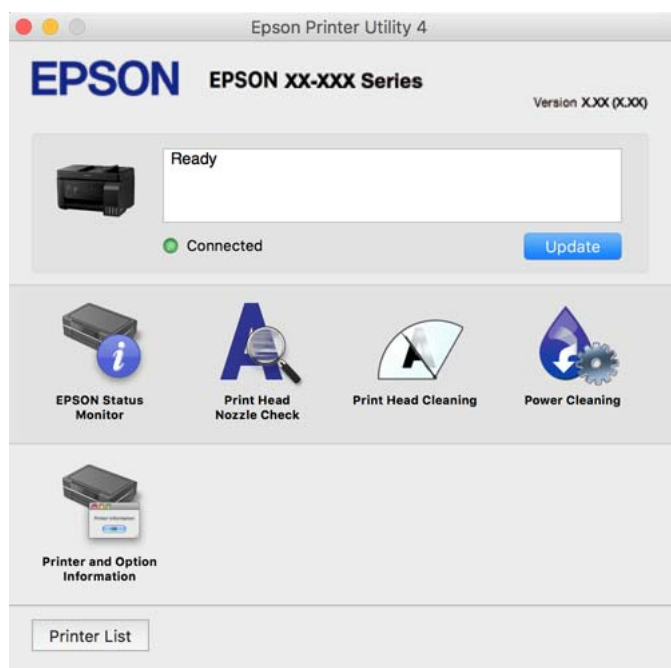 Epson Printer Utility 4
EPSON
EPSON XX-XXX Series
Version X.XX (X.XX)
Ready
Connected
Update
EPSON Status
Monitor
Print Head
Nozzle Check
Print Head Cleaning
Power Cleaning
Printer and Option
Information
Printer List